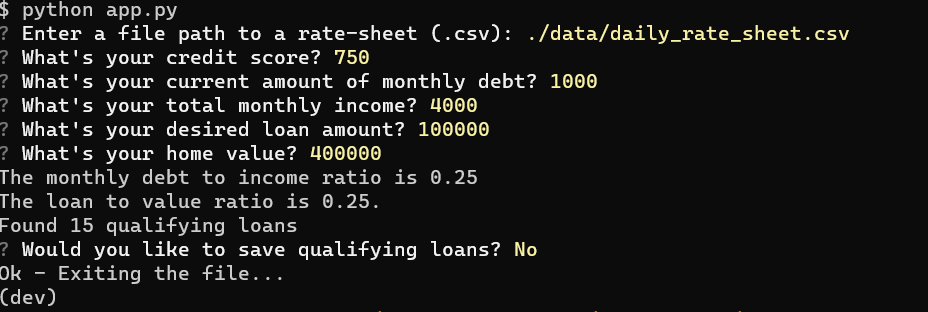 $ python app.py
? Enter a file path to a rate-sheet (.csv): ./data/daily_rate_sheet.csv
? What's your credit score? 750
? What's your current amount of monthly debt? 1000
? What's your total monthly income? 4000
? What's your desired loan amount? 100000
? What's your home value? 400000
The monthly debt to income ratio is 0.25
The loan to value ratio is 0.25.
Found 15 qualifying loans
? Would you like to save qualifying loans? No
Ok - Exiting the file...
(dev)